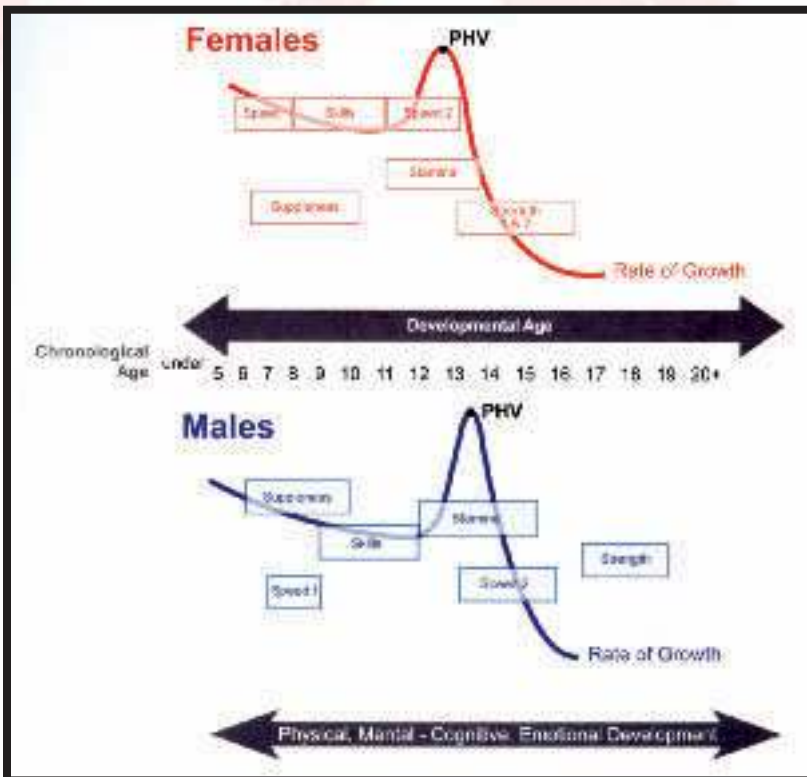 Females
PHV
Speed
Skills
Speed 2
Stamina
Suppleness
Strength
1 & 2
Rate of Growth
Developmental Age
Chronological
Age
under 5 6 7 8 9 10 11 12 13 14 15 16 17 18 19 20+
Males
PHV
Suppleness
Stamina
Skills
Strength
Speed 1
Speed 2
Rate of Growth
Physical, Mantal - Cognitive, Emotional Development